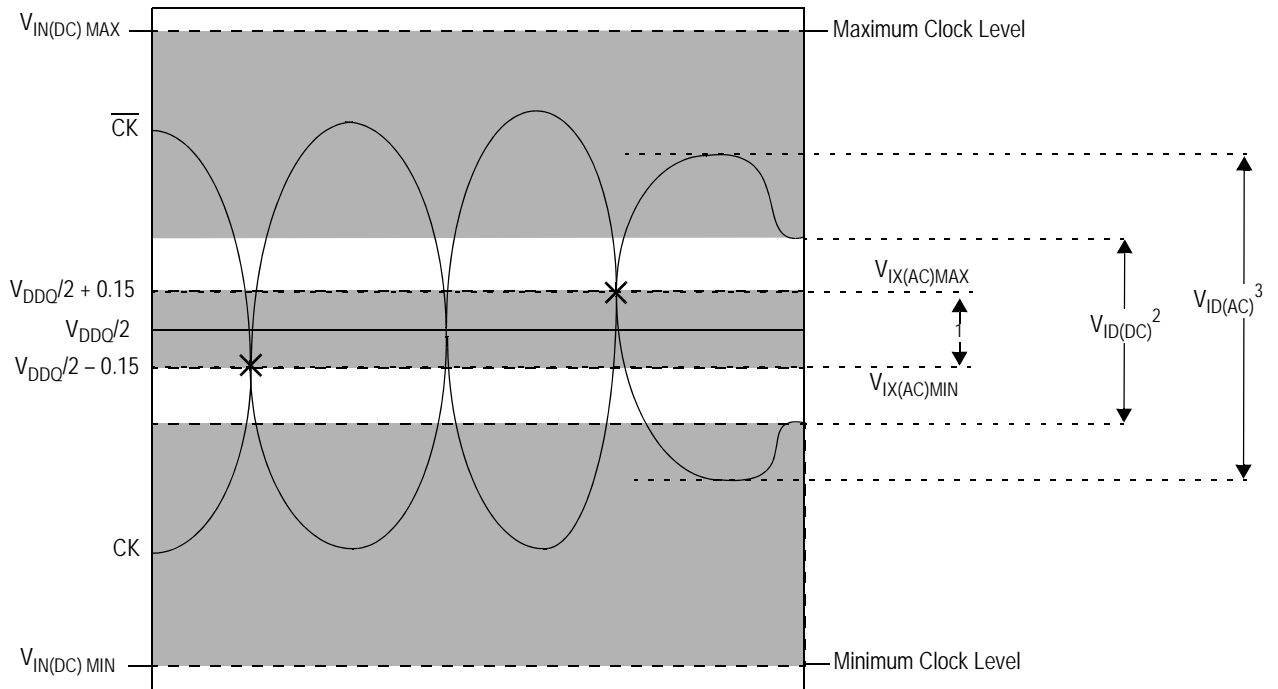 V_IN(DC) MAX
Maximum Clock Level
C̅K̅
V_DDQ/2 + 0.15
V_IX(AC)MAX
V_ID(AC)³
V_DDQ/2
1
V_ID(DC)²
V_DDQ/2 – 0.15
V_IX(AC)MIN
CK
V_IN(DC) MIN
Minimum Clock Level